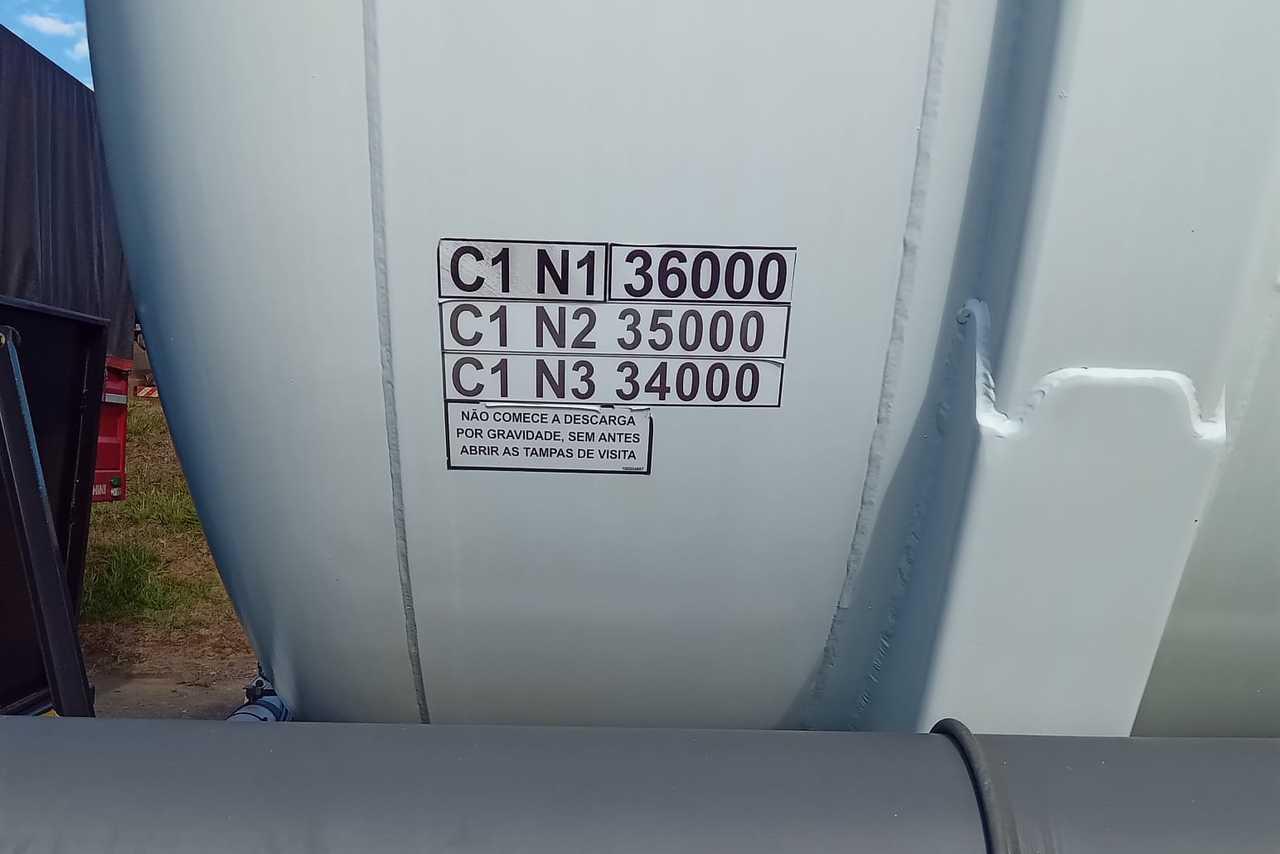 C1 N1 36000
C1 N2 35000
C1 N3 34000
NÃO COMECE A DESCARGA
POR GRAVIDADE, SEM ANTES
ABRIR AS TAMPAS DE VISITA